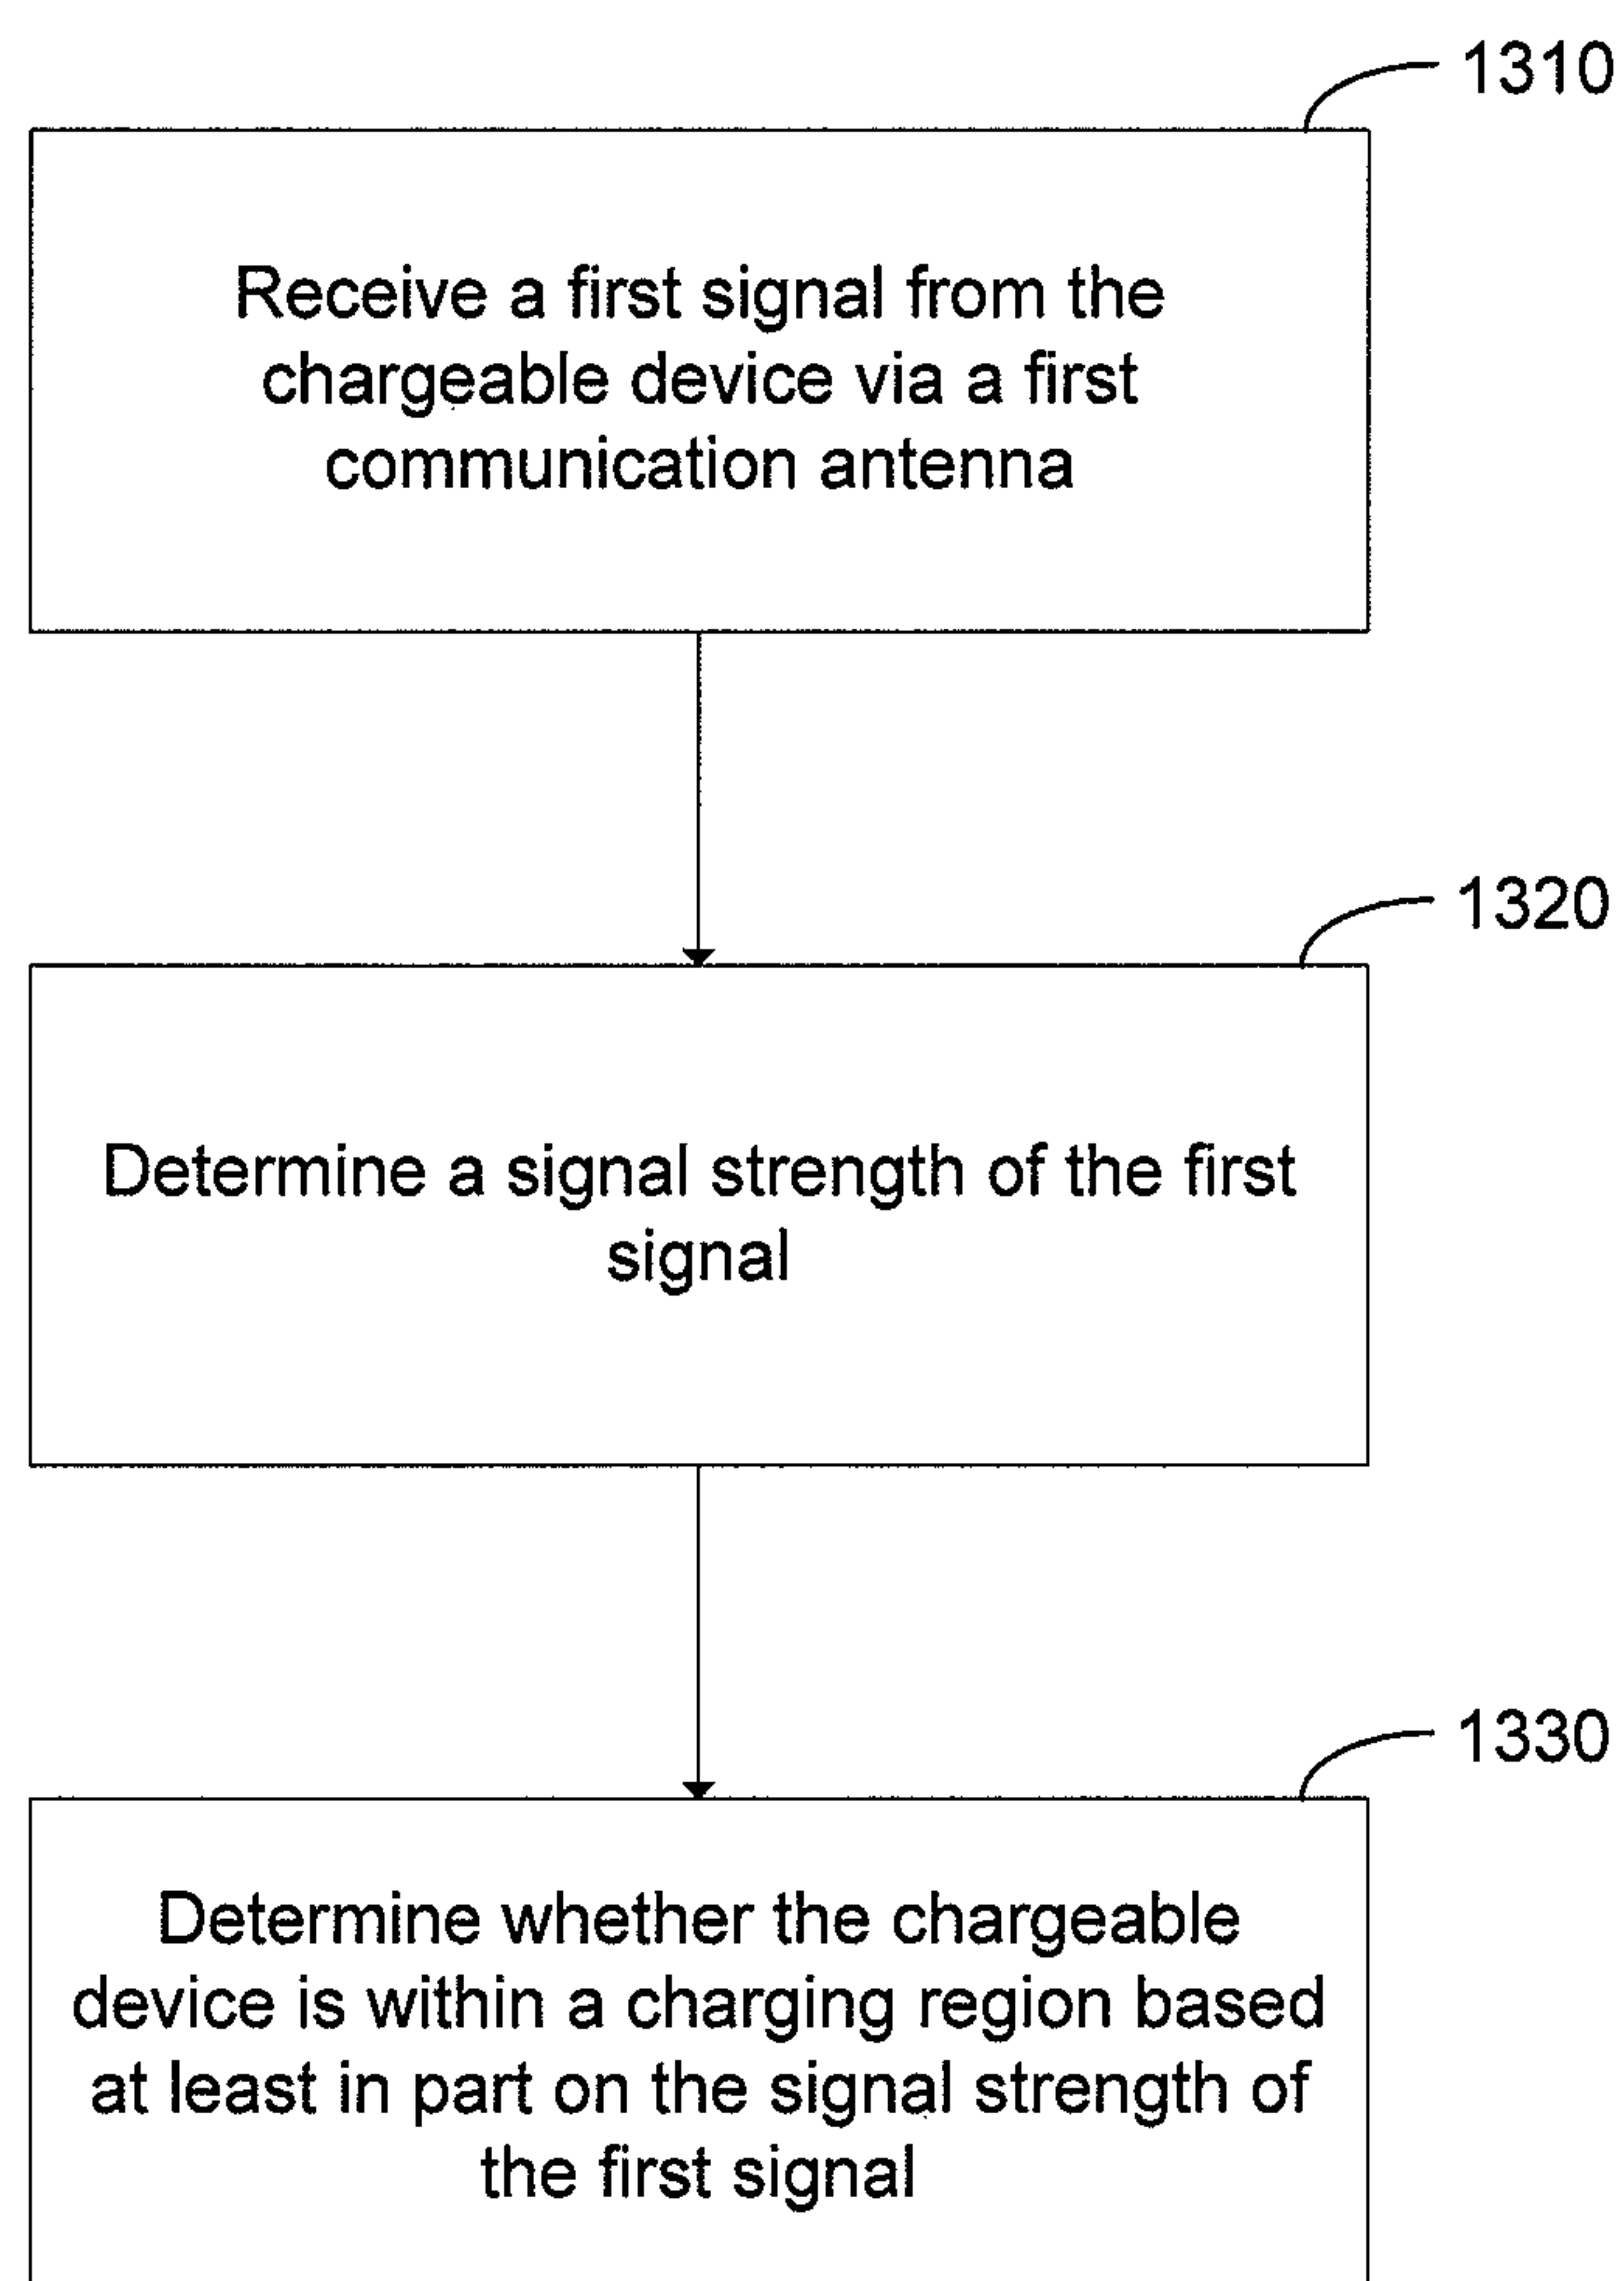 1310
Receive a first signal from the
chargeable device via a first
communication antenna
1320
Determine a signal strength of the first
signal
1330
Determine whether the chargeable
device is within a charging region based
at least in part on the signal strength of
the first signal